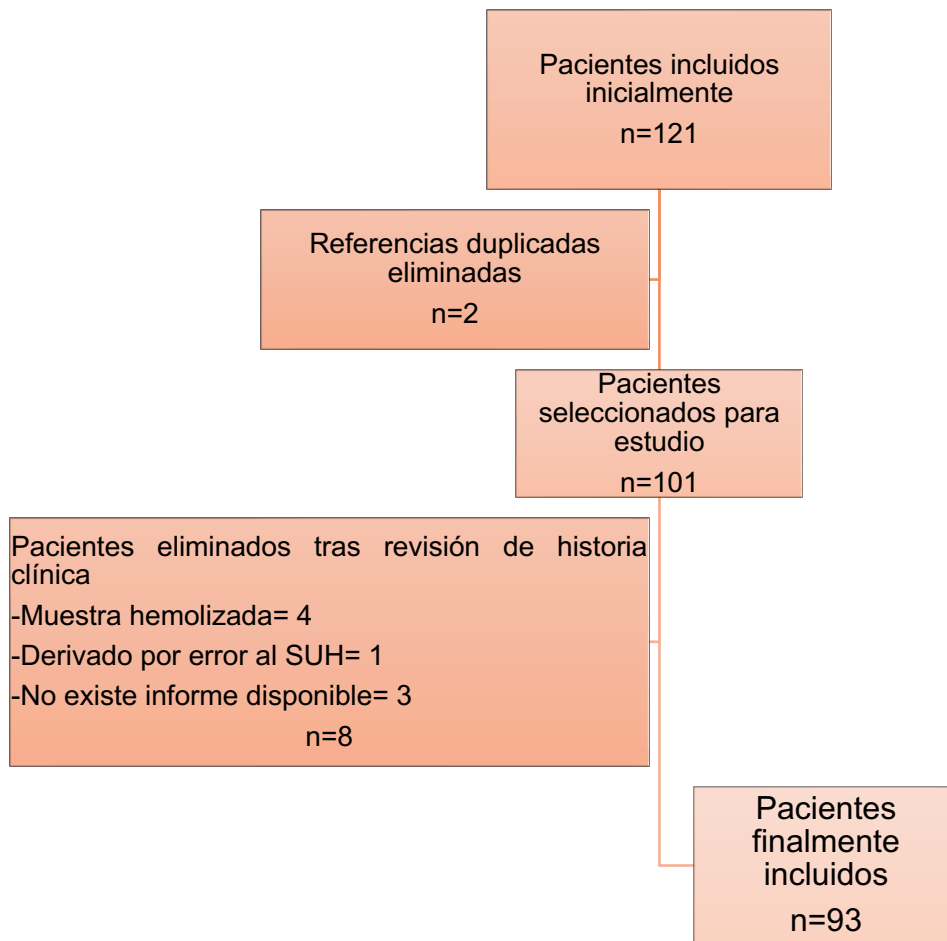 Pacientes incluidos
inicialmente
n=121
Referencias duplicadas
eliminadas
n=2
Pacientes
seleccionados para
estudio
n=101
Pacientes eliminados tras revisión de historia
clínica
-Muestra hemolizada= 4
-Derivado por error al SUH= 1
-No existe informe disponible= 3
n=8
Pacientes
finalmente
incluidos
n=93